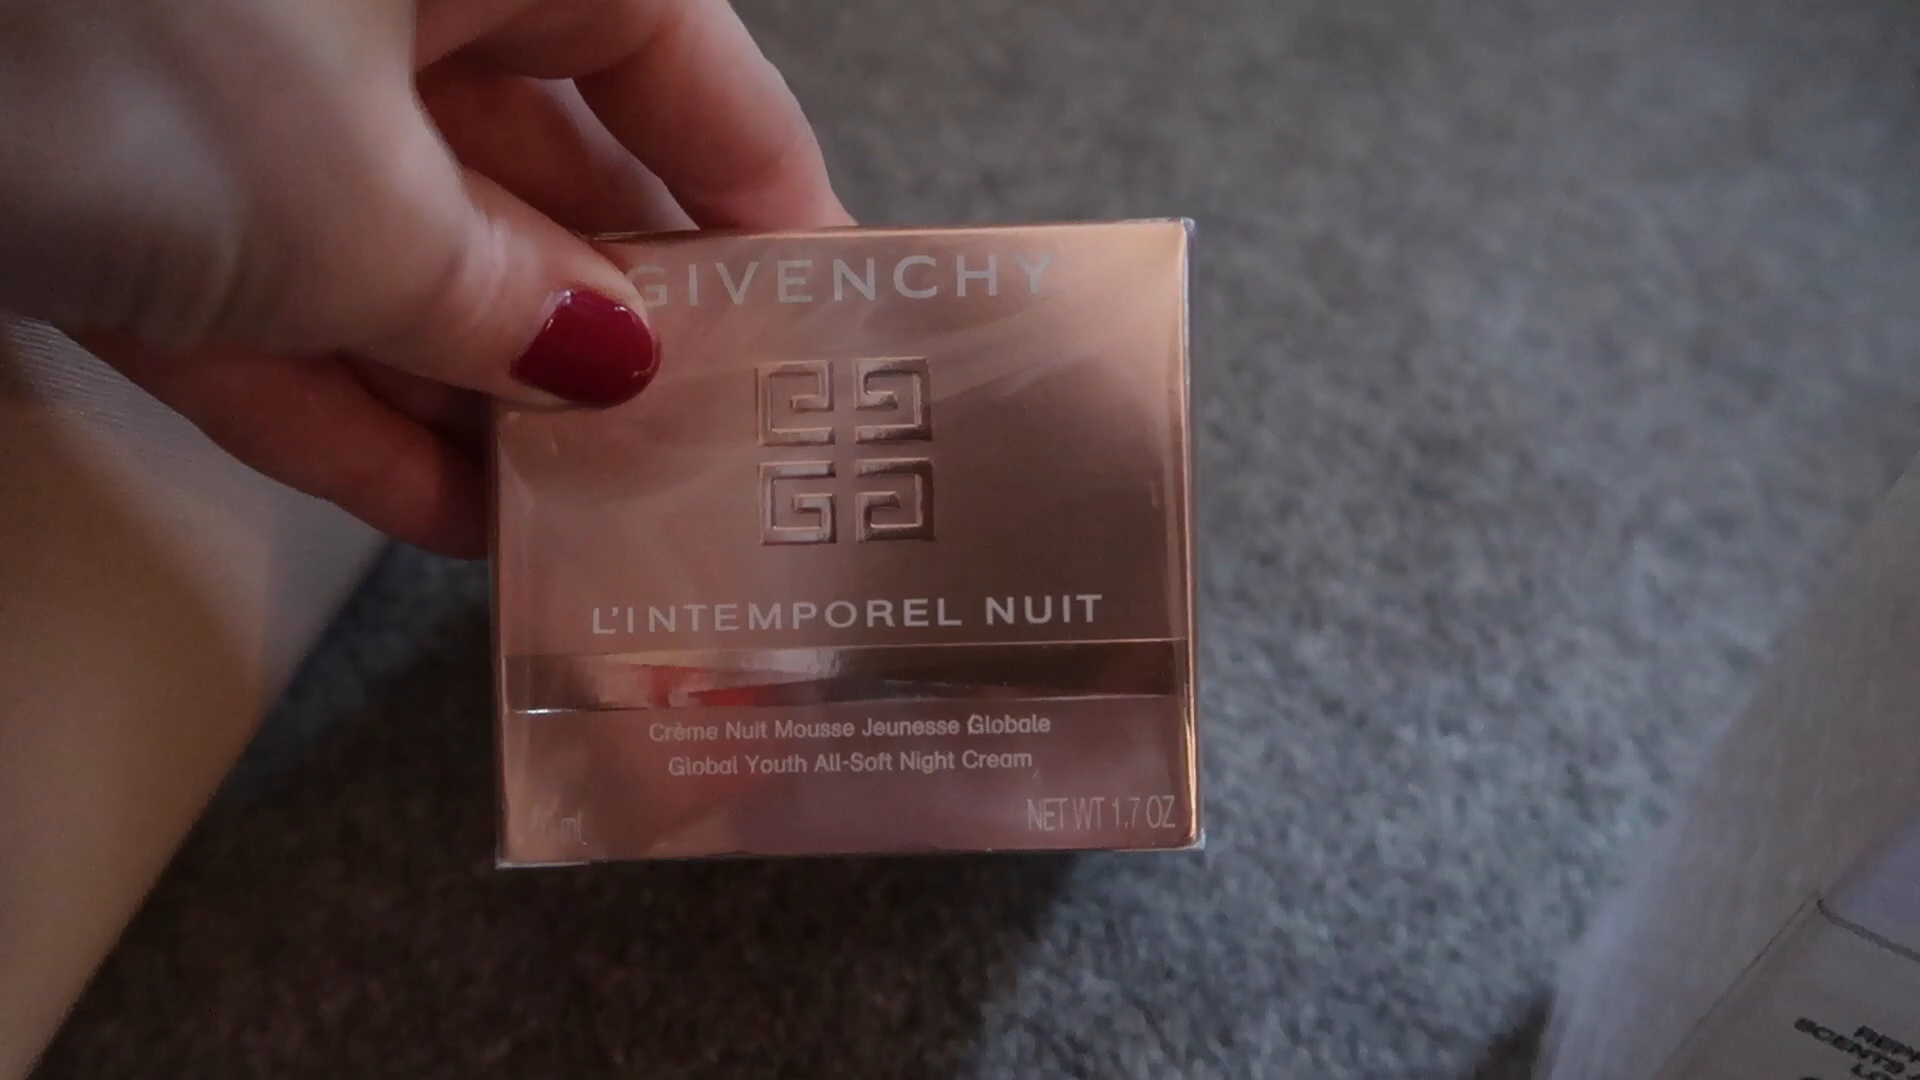 GIVENCHY
L'INTEMPOREL NUIT
Crème Nuit Mousse Jeunesse Globale
Global Youth All-Soft Night Cream
ml
NET WT 1.7 OZ